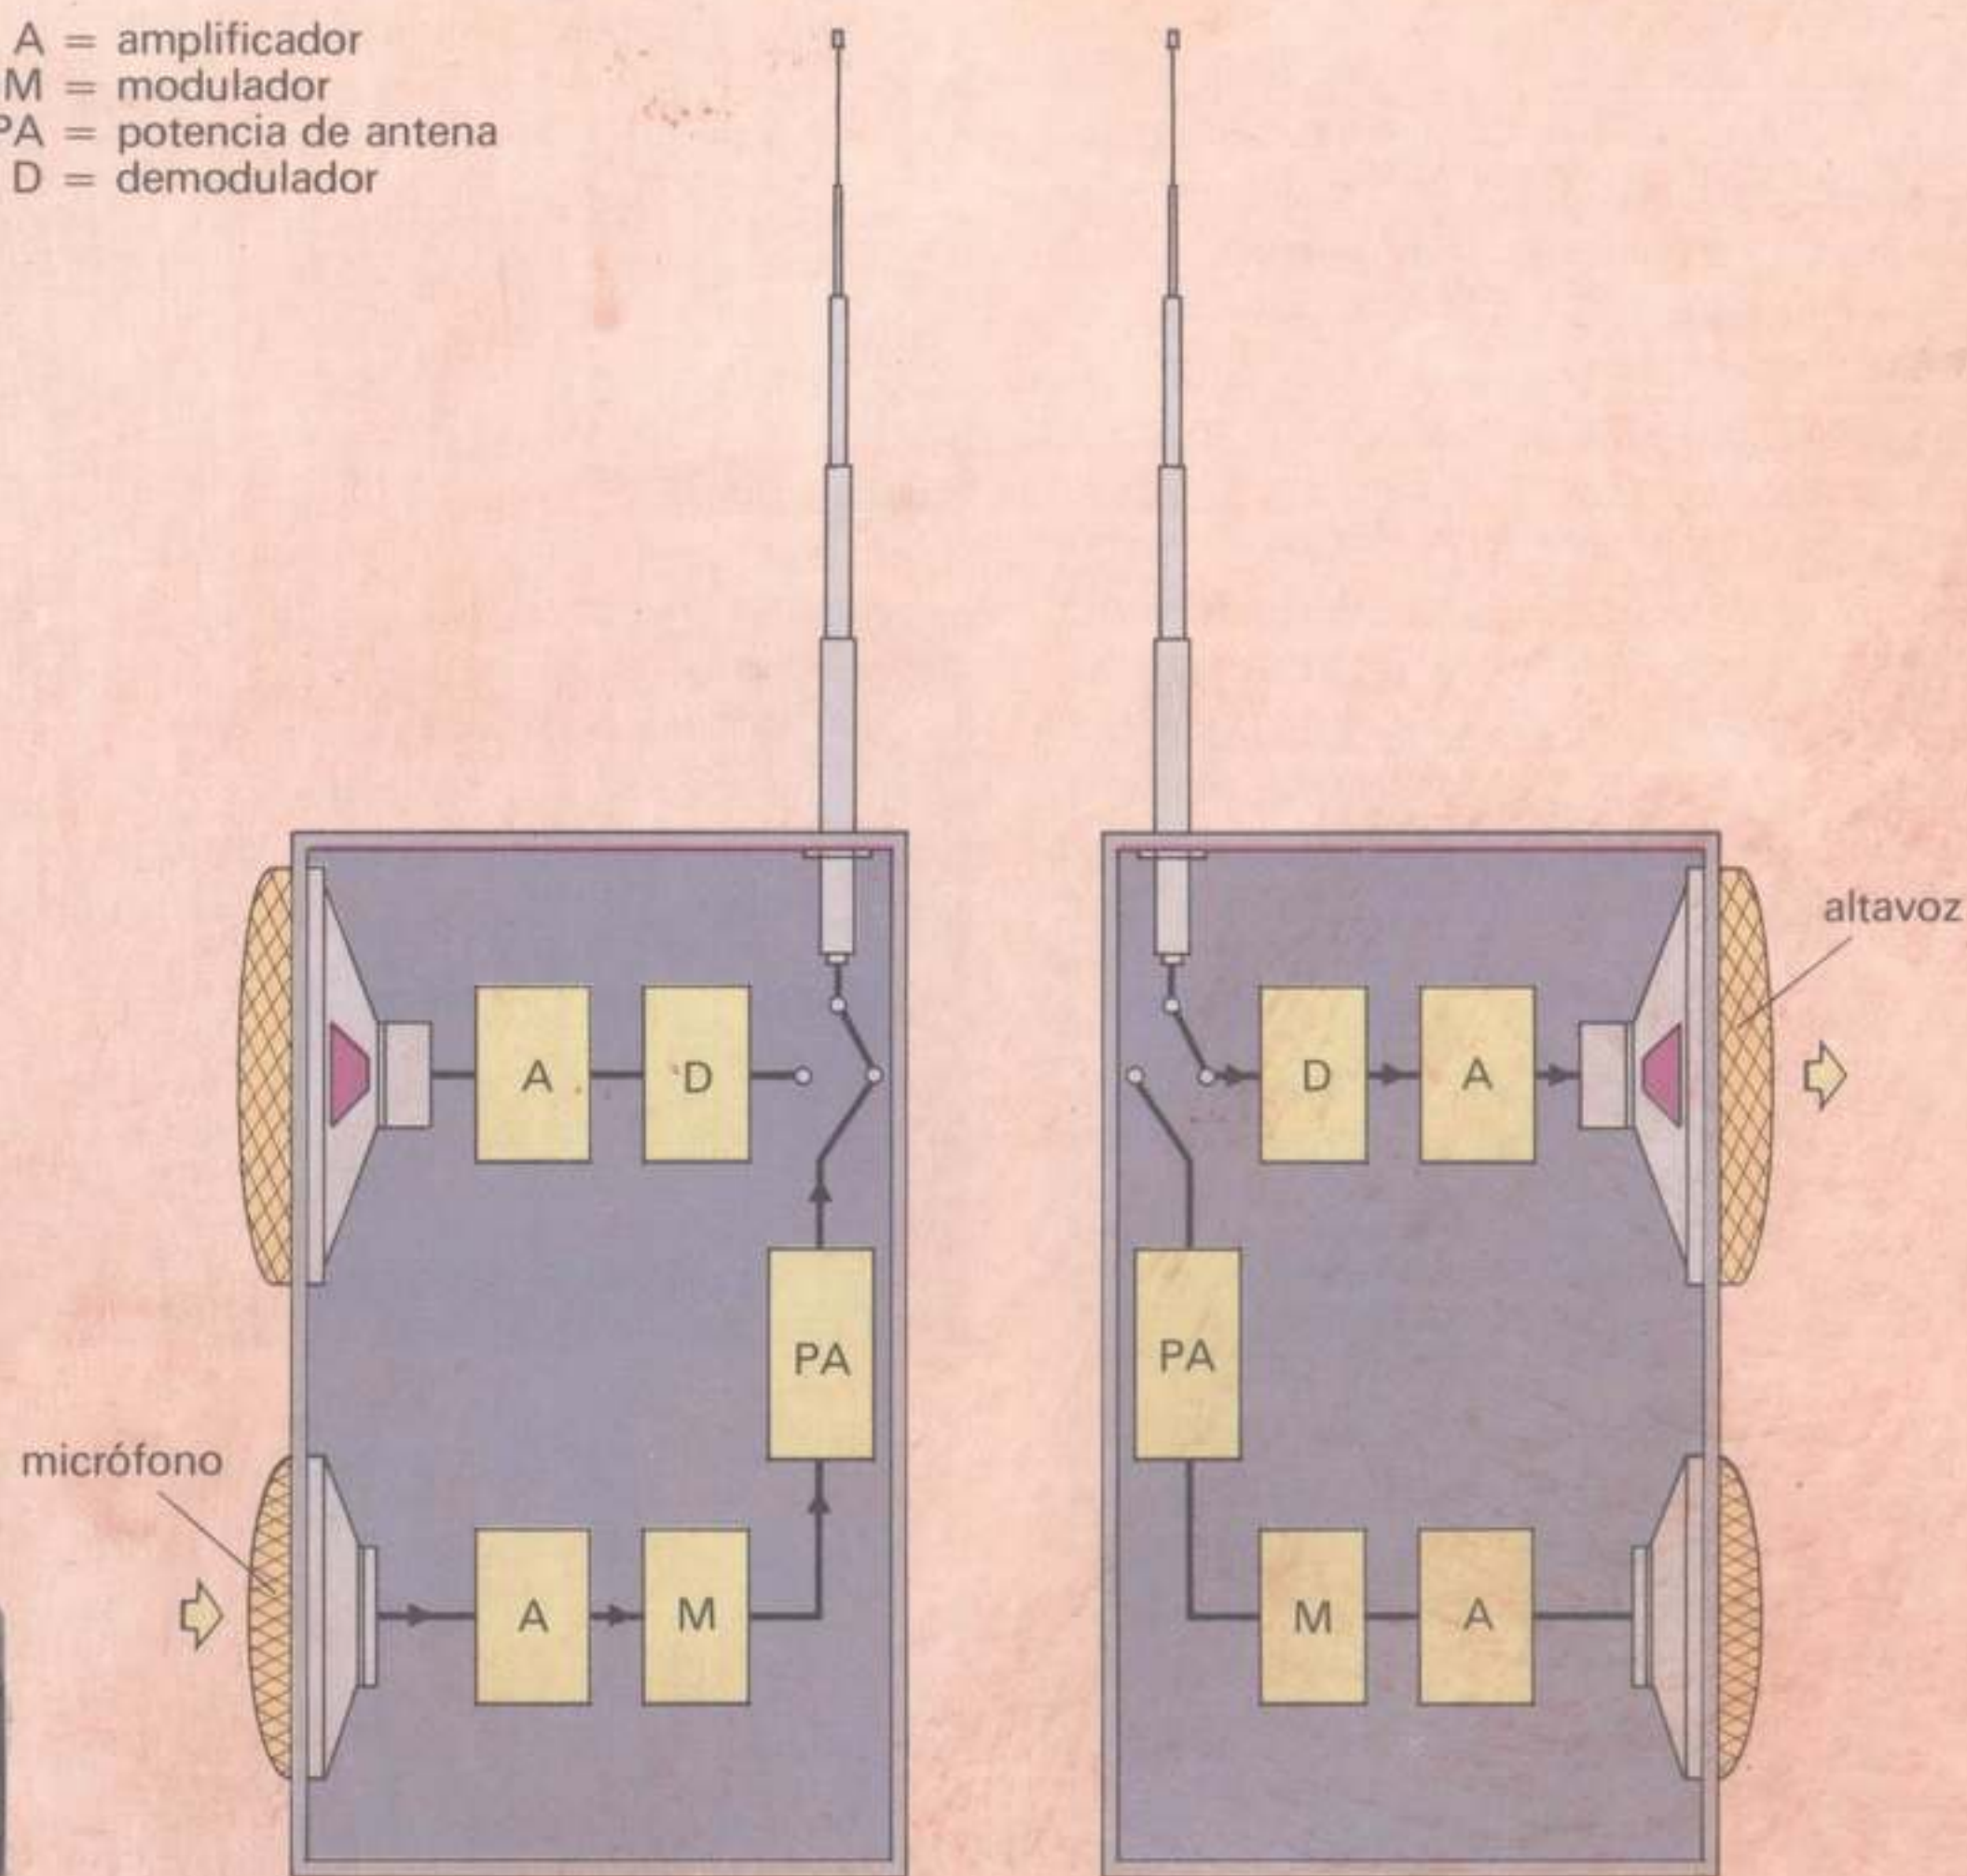 A = amplificador
M = modulador
PA = potencia de antena
D = demodulador
altavoz
A
D
D
A
PA
PA
micrófono
A
M
M
A